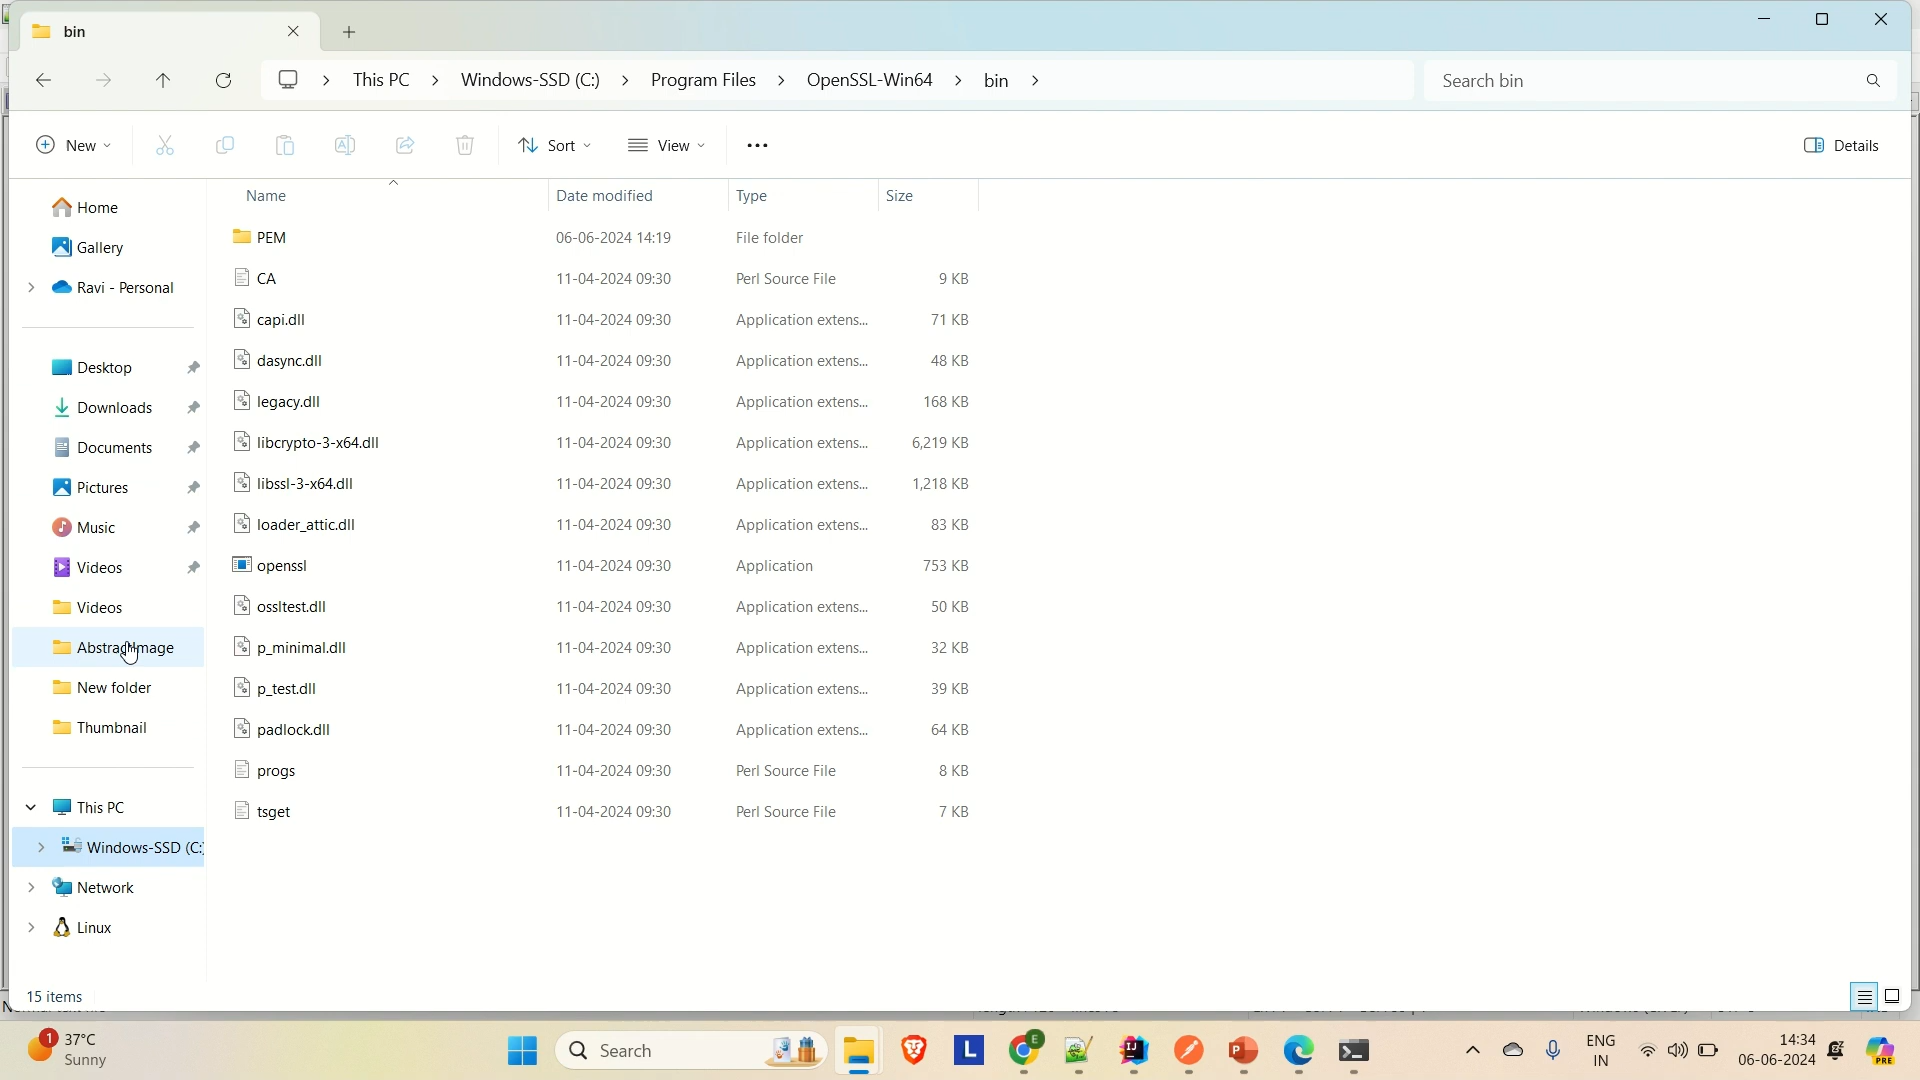 bin
This PC > Windows-SSD (C:) > Program Files > OpenSSL-Win64 > bin >
Search bin
New
Sort
View
Details
Name
Date modified
Type
Size
Home
Gallery
Ravi - Personal
Desktop
Downloads
Documents
Pictures
Music
Videos
Videos
New folder
Thumbnail
This PC
Windows-SSD (C:
Network
Linux
PEM 06-06-2024 14:19 File folder
CA 11-04-2024 09:30 Perl Source File 9 KB
capi.dll 11-04-2024 09:30 Application extens... 71 KB
dasync.dll 11-04-2024 09:30 Application extens... 48 KB
legacy.dll 11-04-2024 09:30 Application extens... 168 KB
libcrypto-3-x64.dll 11-04-2024 09:30 Application extens... 6,219 KB
libssl-3-x64.dll 11-04-2024 09:30 Application extens... 1,218 KB
loader_attic.dll 11-04-2024 09:30 Application extens... 83 KB
openssl 11-04-2024 09:30 Application 753 KB
ossltest.dll 11-04-2024 09:30 Application extens... 50 KB
p_minimal.dll 11-04-2024 09:30 Application extens... 32 KB
p_test.dll 11-04-2024 09:30 Application extens... 39 KB
padlock.dll 11-04-2024 09:30 Application extens... 64 KB
progs 11-04-2024 09:30 Perl Source File 8 KB
tsget 11-04-2024 09:30 Perl Source File 7 KB
15 items
1
37°C
Sunny
Search
L
E
IJ
P
ENG
IN
14:34
06-06-2024
PRE